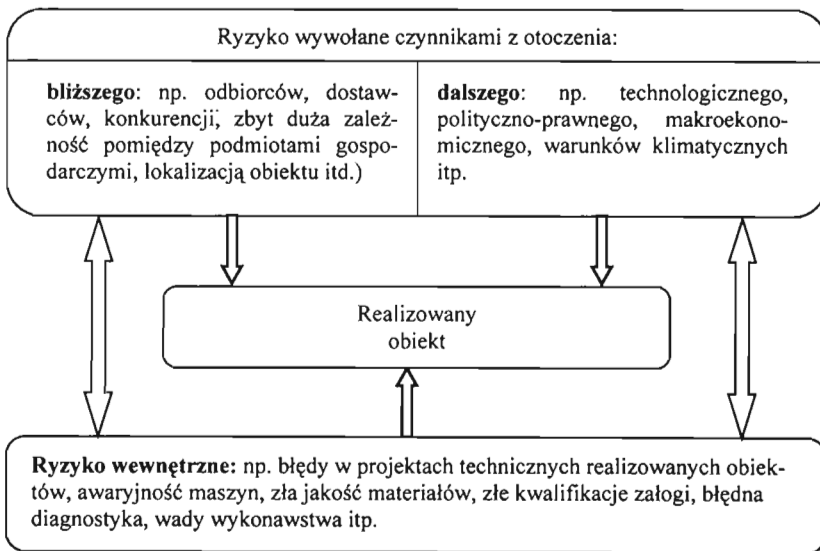 Ryzyko wywołane czynnikami z otoczenia:
bliższego: np. odbiorców, dostaw-
ców, konkurencji, zbyt duża zależ-
ność pomiędzy podmiotami gospo-
darczymi, lokalizacją obiektu itd.)
dalszego: np. technologicznego,
polityczno-prawnego, makroekono-
micznego, warunków klimatycznych
itp.
Realizowany
obiekt
Ryzyko wewnętrzne: np. błędy w projektach technicznych realizowanych obiek-
tów, awaryjność maszyn, zła jakość materiałów, złe kwalifikacje załogi, błędna
diagnostyka, wady wykonawstwa itp.